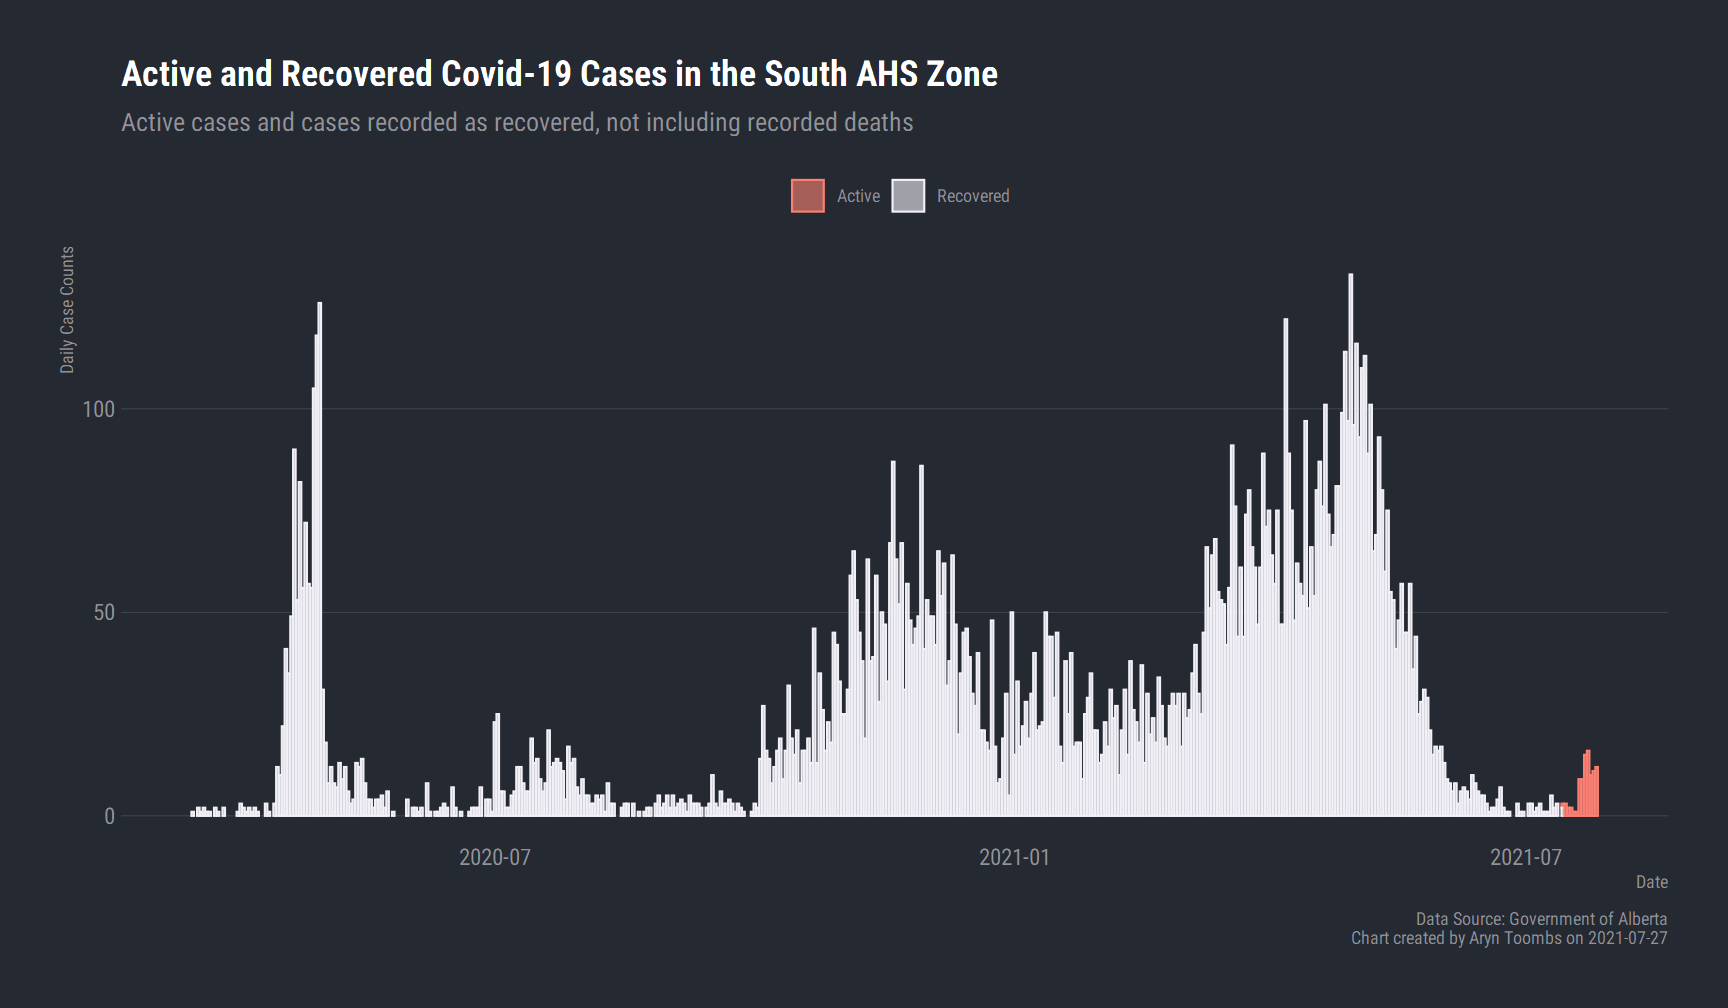 Active and Recovered Covid-19 Cases in the South AHS Zone
Active cases and cases recorded as recovered, not including recorded deaths
Active
Recovered
Daily Case Counts
100
50
0
2020-07
2021-01
2021-07
Date
Data Source: Government of Alberta
Chart created by Aryn Toombs on 2021-07-27